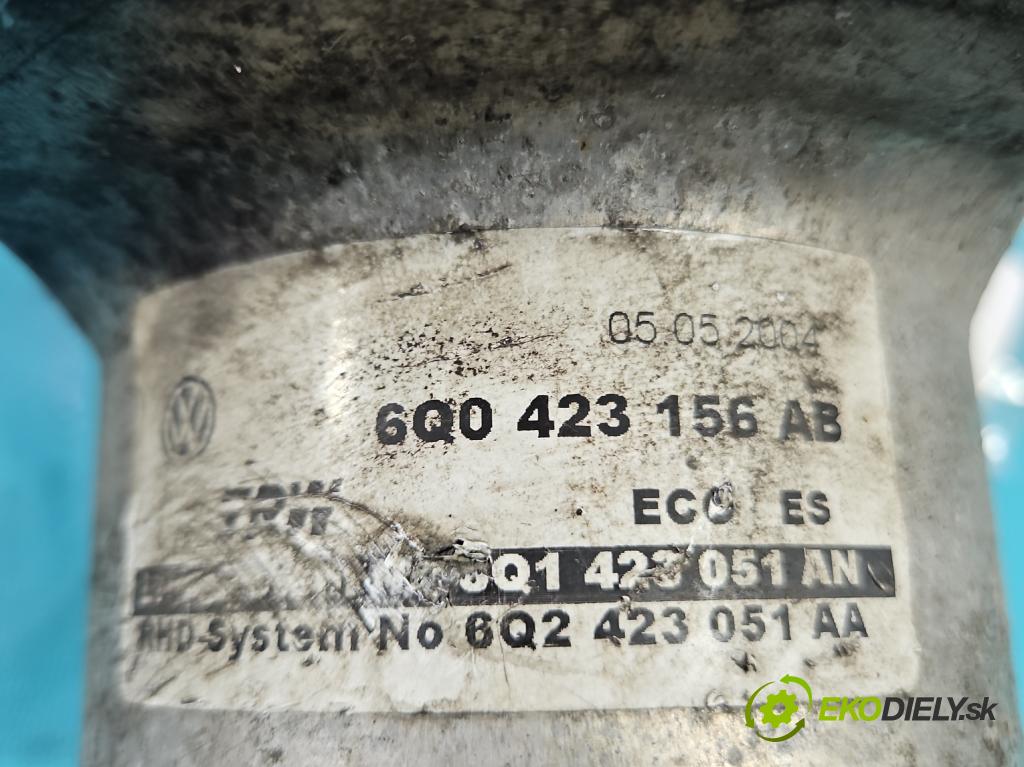 05.05.2004
6Q0 423 156 AB
TRW
ECO ES
6Q1 423 051 AN
RHD-System No 6Q2 423 051 AA
EKODIELY.sk